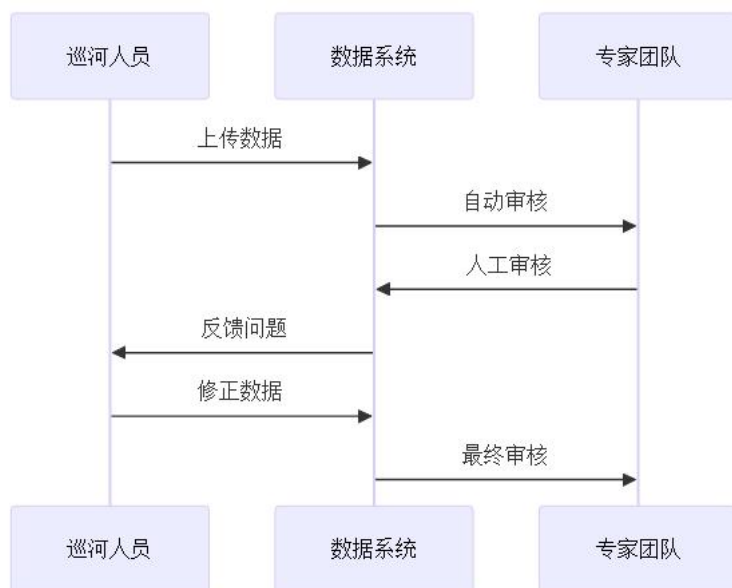 巡河人员 数据系统 专家团队
上传数据
自动审核
人工审核
反馈问题
修正数据
最终审核
巡河人员 数据系统 专家团队